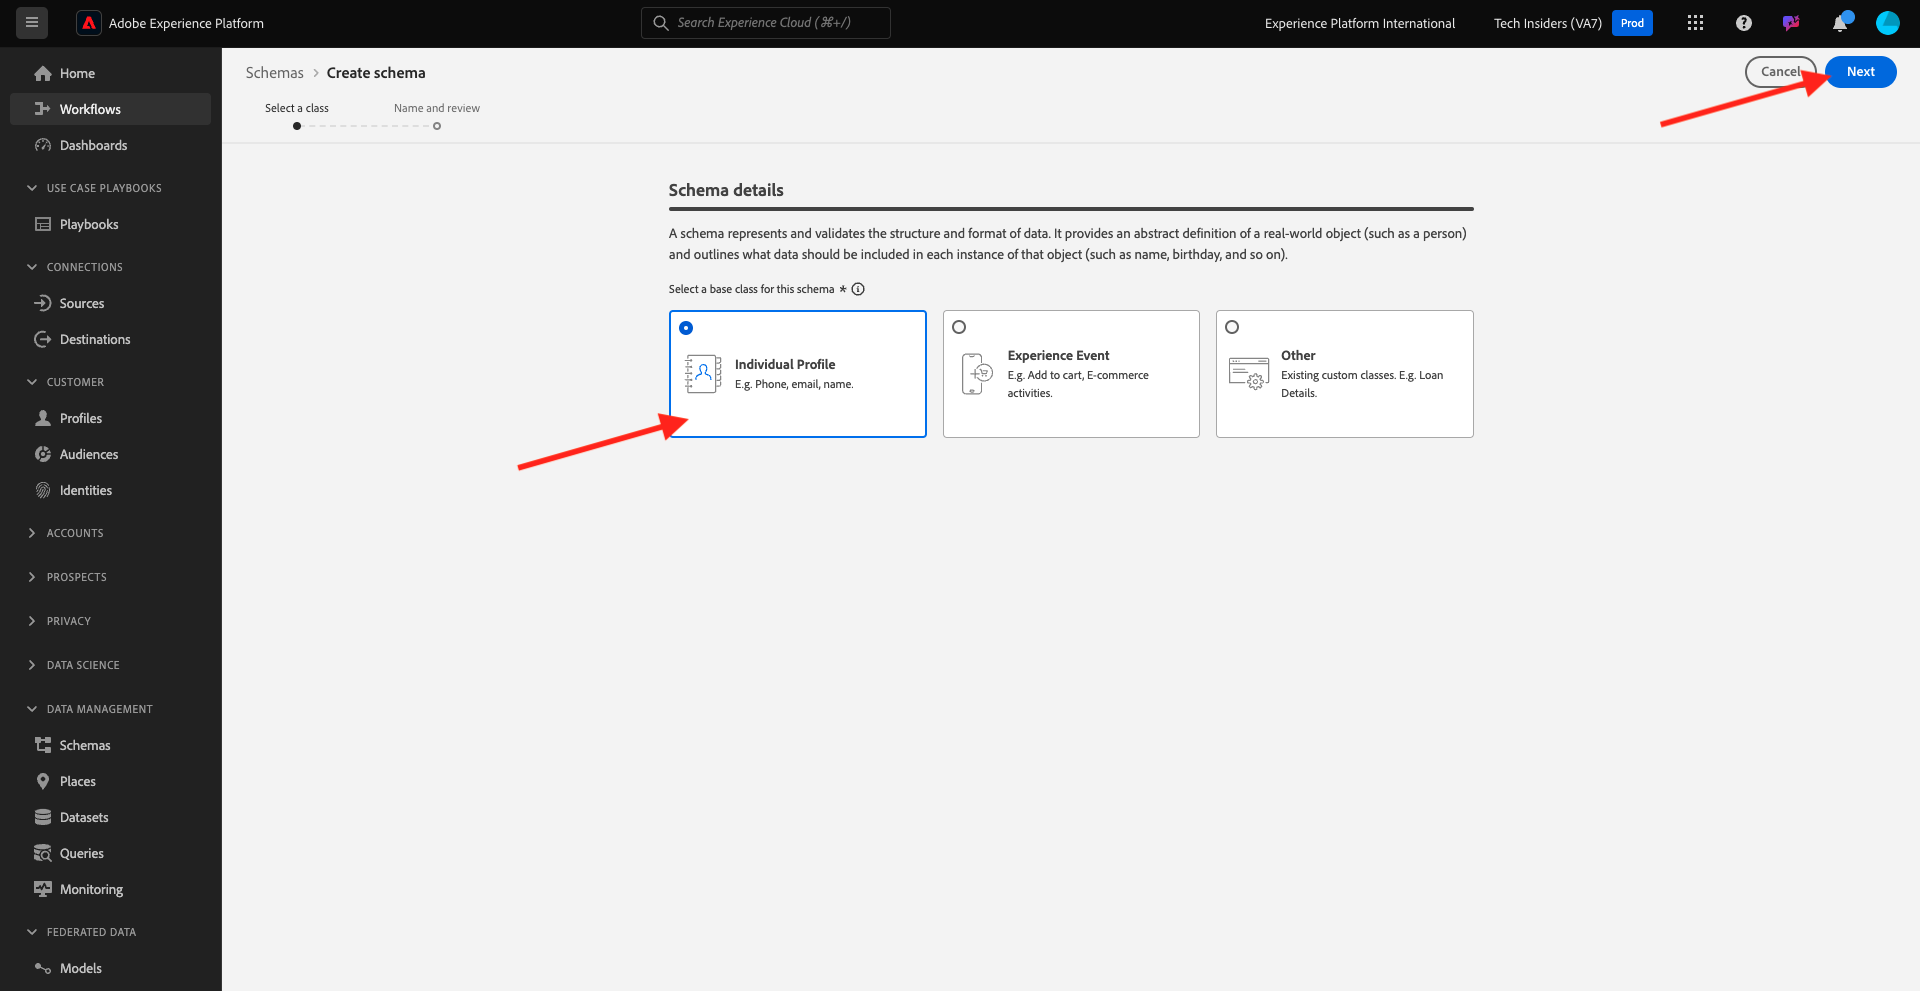 Adobe Experience Platform
Search Experience Cloud (⌘+/)
Experience Platform International
Tech Insiders (VA7)
Prod
Home
Workflows
Dashboards
USE CASE PLAYBOOKS
Playbooks
CONNECTIONS
Sources
Destinations
CUSTOMER
Profiles
Audiences
Identities
ACCOUNTS
PROSPECTS
PRIVACY
DATA SCIENCE
DATA MANAGEMENT
Schemas
Places
Datasets
Queries
Monitoring
FEDERATED DATA
Models
Schemas > Create schema
Cancel
Next
Select a class
Name and review
Schema details
A schema represents and validates the structure and format of data. It provides an abstract definition of a real-world object (such as a person)
and outlines what data should be included in each instance of that object (such as name, birthday, and so on).
Select a base class for this schema *
Individual Profile
E.g. Phone, email, name.
Experience Event
E.g. Add to cart, E-commerce
activities.
Other
Existing custom classes. E.g. Loan
Details.